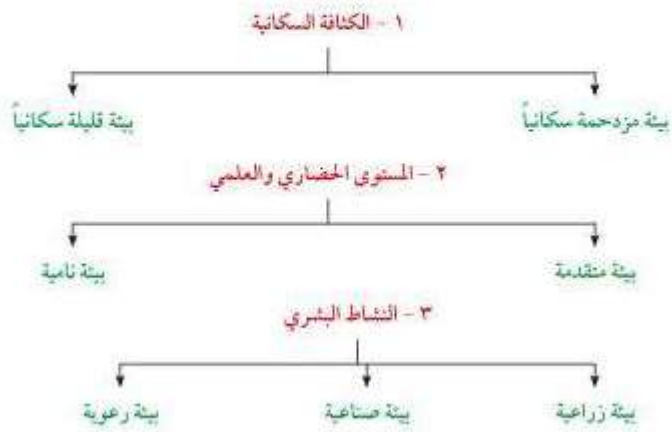 ١ - الكثافة السكانية
بيئة مزدحمة سكانياً
بيئة قليلة سكانياً
٢ - المستوى الحضاري والعلمي
بيئة متقدمة
بيئة نامية
٣ - النشاط البشري
بيئة زراعية
بيئة صناعية
بيئة رعوية